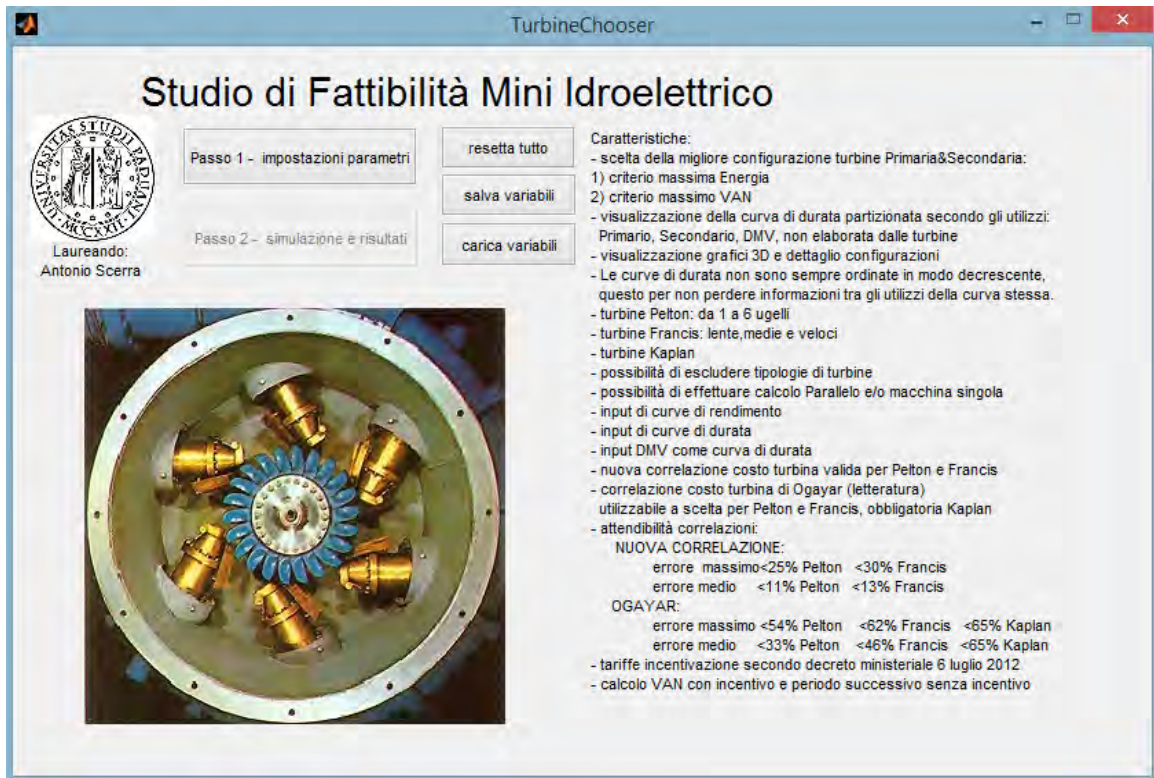 TurbineChooser
Studio di Fattibilità Mini Idroelettrico
UNIVERSITAS STUDII PADUANI
MCCXXII
Laureando:
Antonio Scerra
Passo 1 - impostazioni parametri
Passo 2 - simulazione e risultati
resetta tutto
salva variabili
carica variabili
Caratteristiche:
- scelta della migliore configurazione turbine Primaria&Secondaria:
1) criterio massima Energia
2) criterio massimo VAN
- visualizzazione della curva di durata partizionata secondo gli utilizzi:
Primario, Secondario, DMV, non elaborata dalle turbine
- visualizzazione grafici 3D e dettaglio configurazioni
- Le curve di durata non sono sempre ordinate in modo decrescente,
questo per non perdere informazioni tra gli utilizzi della curva stessa.
- turbine Pelton: da 1 a 6 ugelli
- turbine Francis: lente,medie e veloci
- turbine Kaplan
- possibilità di escludere tipologie di turbine
- possibilità di effettuare calcolo Parallelo e/o macchina singola
- input di curve di rendimento
- input di curve di durata
- input DMV come curva di durata
- nuova correlazione costo turbina valida per Pelton e Francis
- correlazione costo turbina di Ogayar (letteratura)
utilizzabile a scelta per Pelton e Francis, obbligatoria Kaplan
- attendibilità correlazioni:
NUOVA CORRELAZIONE:
errore massimo<25% Pelton <30% Francis
errore medio <11% Pelton <13% Francis
OGAYAR:
errore massimo <54% Pelton <62% Francis <65% Kaplan
errore medio <33% Pelton <46% Francis <65% Kaplan
- tariffe incentivazione secondo decreto ministeriale 6 luglio 2012
- calcolo VAN con incentivo e periodo successivo senza incentivo